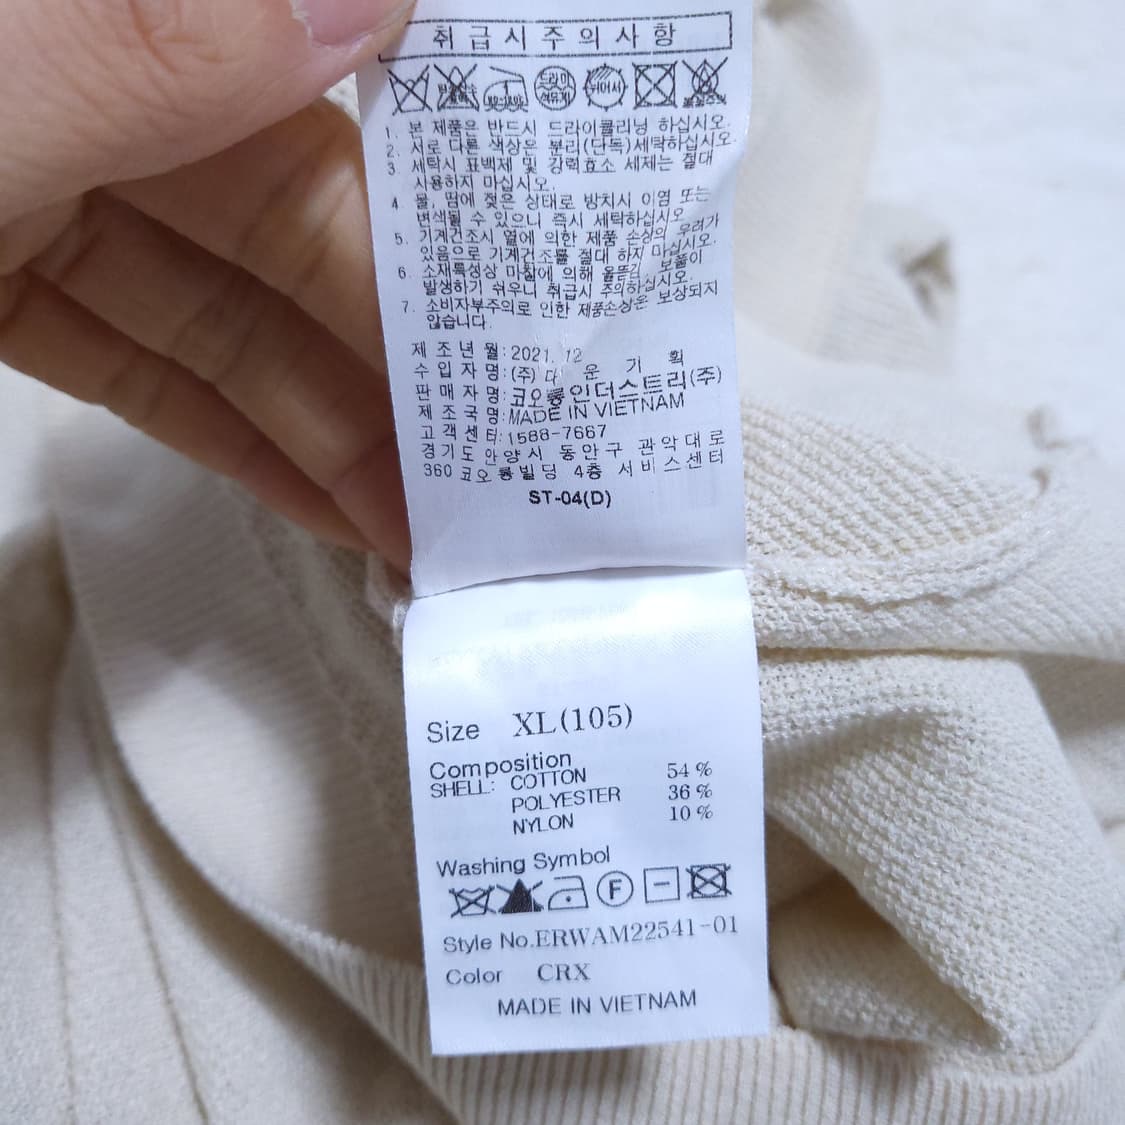 취급시주의사항
드라이
석유계
뉘어서
1. 본 제품은 반드시 드라이클리닝 하십시오.
2. 서로 다른 색상은 분리(단독)세탁하십시오.
3. 세탁시 표백제 및 강력효소 세제는 절대
사용하지 마십시오.
4 물, 땀에 젖은 상태로 방치시 이염 또는
변색될 수 있으니 즉시 세탁하십시오
5. 기계건조시 열에 의한 제품 손상의 우려가
있음으로 기계건조를 절대 하지 마십시오.
6. 소재특성상 마찰에 의해 올뜯김, 보풀이
발생하기 쉬우니 취급시 주의하십시오.
7. 소비자부주의로 인한 제품손상은 보상되지
않습니다.
제조년월: 2021. 12
수입자명: (주) 다운기획
판매자명: 코오롱인더스트리(주)
제조국명: MADE IN VIETNAM
고객센터: 1588-7667
경기도 안양시 동안구 관악대로
360 코오롱빌딩 4층 서비스센터
ST-04(D)
Size XL(105)
Composition
SHELL: COTTON 54 %
POLYESTER 36 %
NYLON 10 %
Washing Symbol
F
Style No.ERWAM22541-01
Color CRX
MADE IN VIETNAM